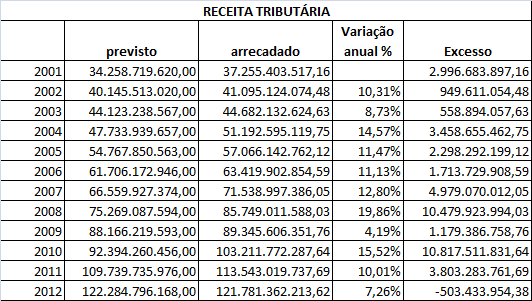 RECEITA TRIBUTÁRIA
previsto arrecadado Variação anual % Excesso
2001 34.258.719.620,00 37.255.403.517,16 2.996.683.897,16
2002 40.145.513.020,00 41.095.124.074,48 10,31% 949.611.054,48
2003 44.123.238.567,00 44.682.132.624,63 8,73% 558.894.057,63
2004 47.733.939.657,00 51.192.595.119,75 14,57% 3.458.655.462,75
2005 54.767.850.563,00 57.066.142.762,12 11,47% 2.298.292.199,12
2006 61.706.172.946,00 63.419.902.854,59 11,13% 1.713.729.908,59
2007 66.559.927.374,00 71.538.997.386,05 12,80% 4.979.070.012,05
2008 75.269.087.594,00 85.749.011.588,03 19,86% 10.479.923.994,03
2009 88.166.219.593,00 89.345.606.351,76 4,19% 1.179.386.758,76
2010 92.394.260.456,00 103.211.772.287,64 15,52% 10.817.511.831,64
2011 109.739.735.976,00 113.543.019.737,69 10,01% 3.803.283.761,69
2012 122.284.796.168,00 121.781.362.213,62 7,26% -503.433.954,38